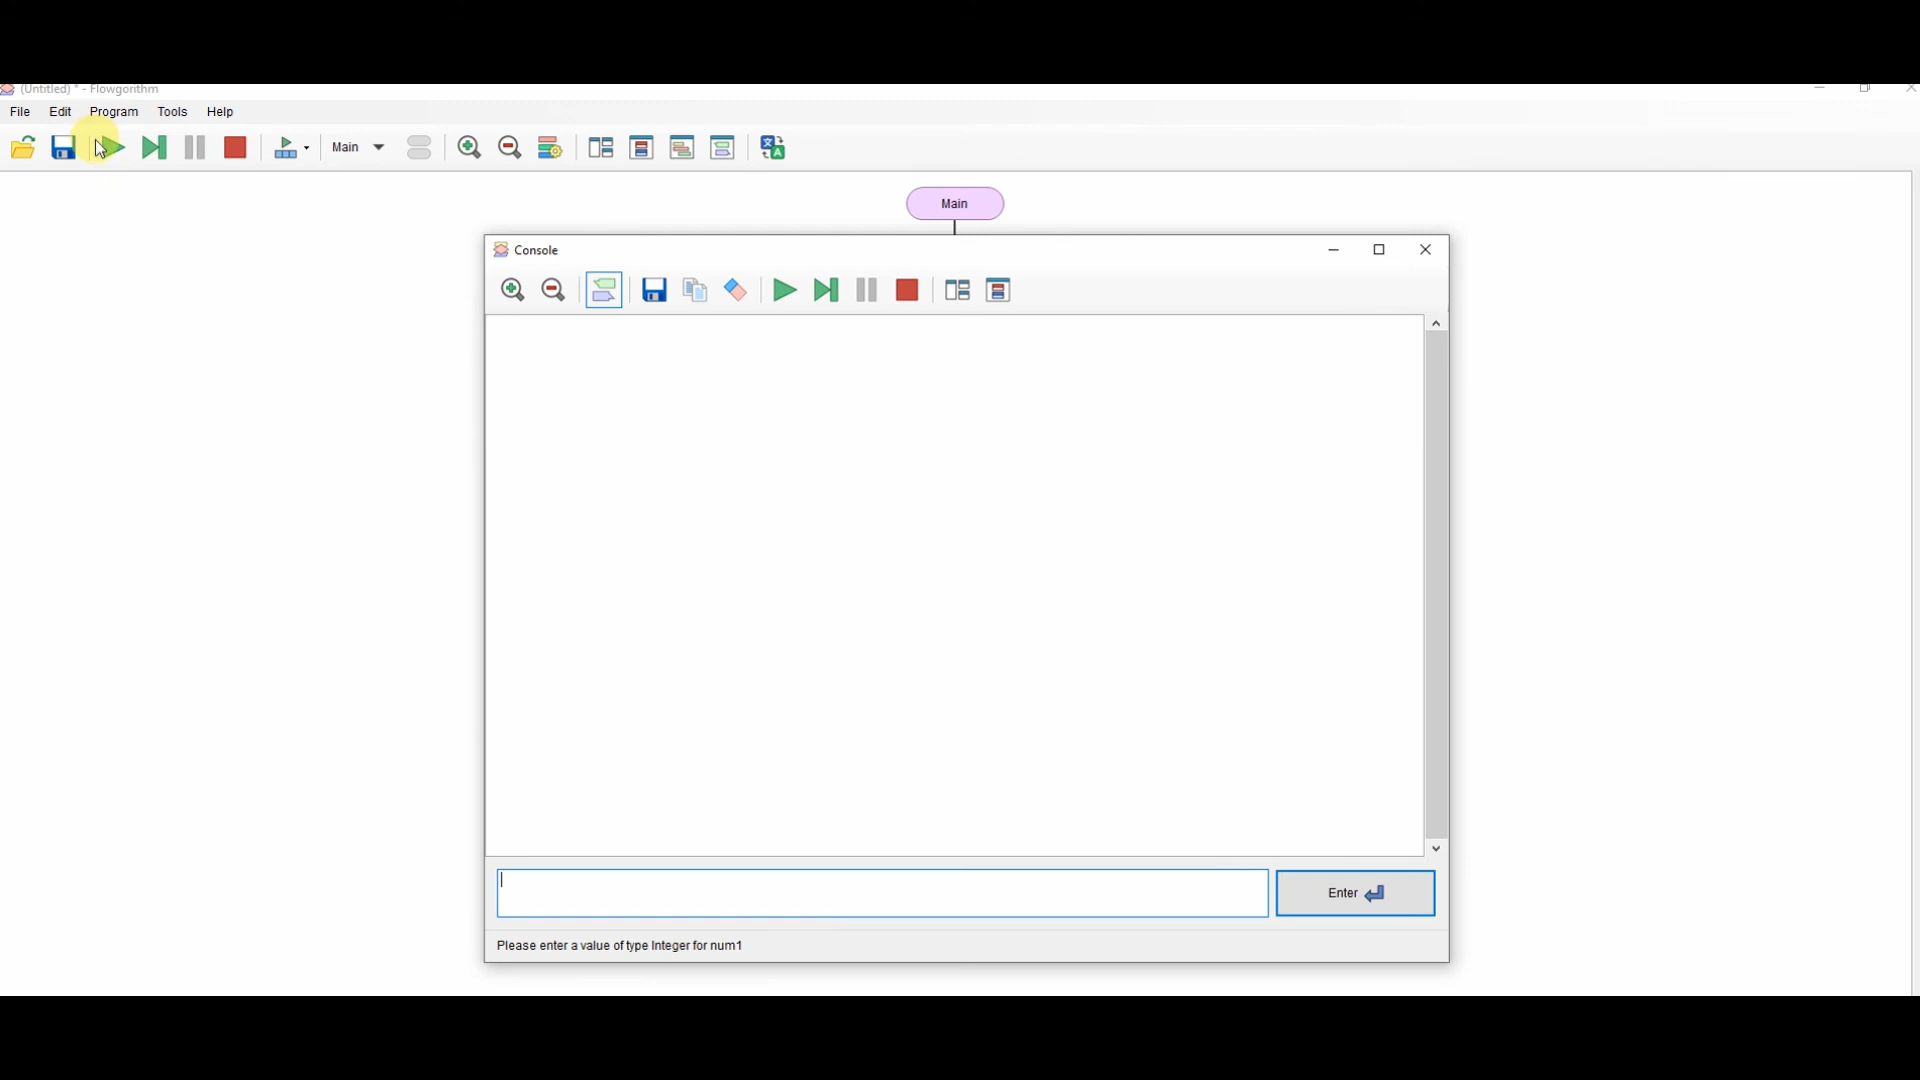 (Untitled) * - Flowgorithm
File Edit Program Tools Help
Main
Main
Console
Enter
Please enter a value of type Integer for num1